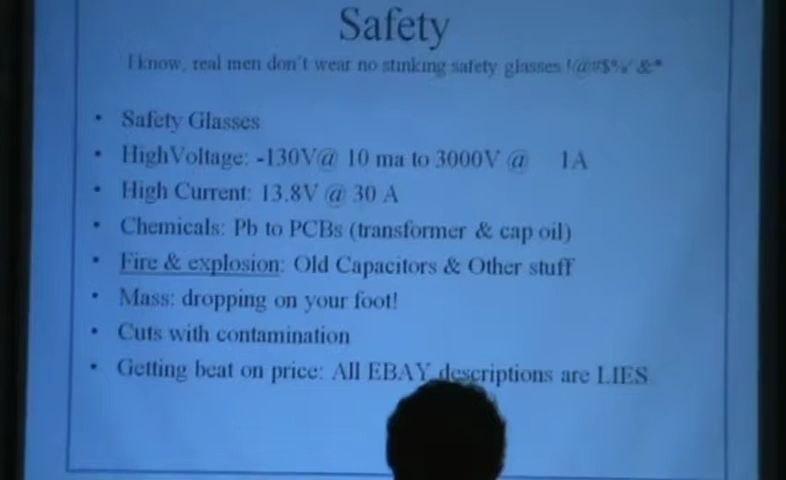 Safety
I know, real men don't wear no stinking safety glasses !@#$%^&*
• Safety Glasses
• HighVoltage: -130V@ 10 ma to 3000V @ 1A
• High Current: 13.8V @ 30 A
• Chemicals: Pb to PCBs (transformer & cap oil)
• Fire & explosion: Old Capacitors & Other stuff
• Mass: dropping on your foot!
• Cuts with contamination
• Getting beat on price: All EBAY descriptions are LIES